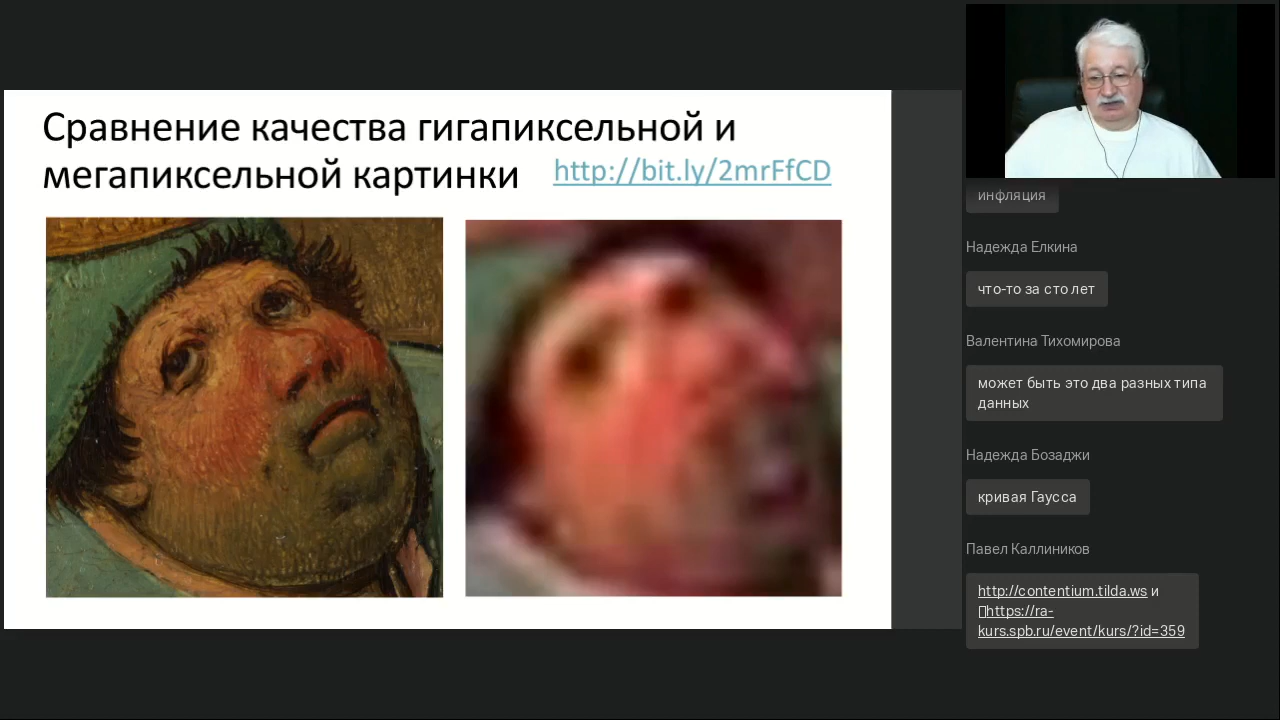 Сравнение качества гигапиксельной и
мегапиксельной картинки http://bit.ly/2mrFfCD
инфляция
Надежда Елкина
что-то за сто лет
Валентина Тихомирова
может быть это два разных типа
данных
Надежда Бозаджи
кривая Гаусса
Павел Каллиников
http://contentium.tilda.ws и
https://ra-
kurs.spb.ru/event/kurs/?id=359